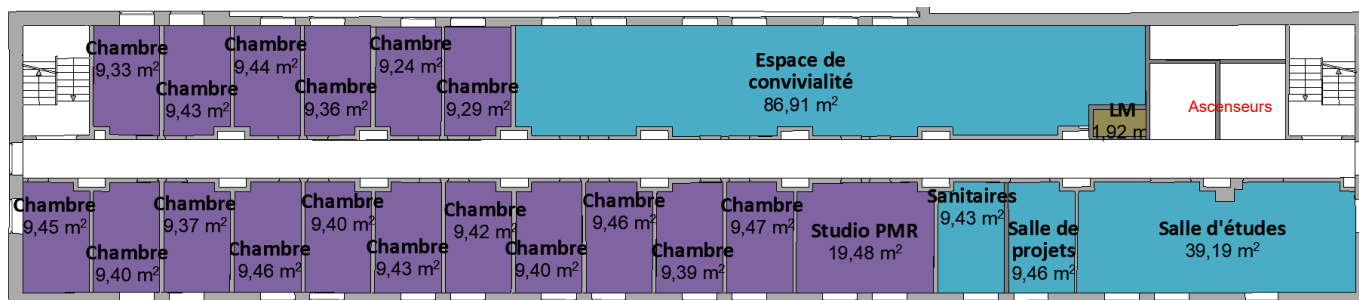 Chambre
9,33 m²
Chambre
9,43 m²
Chambre
9,44 m²
Chambre
9,36 m²
Chambre
9,24 m²
Chambre
9,29 m²
Espace de
convivialité
86,91 m²
LM
1,92 m
Ascenseurs
Chambre
9,45 m²
Chambre
9,40 m²
Chambre
9,37 m²
Chambre
9,46 m²
Chambre
9,40 m²
Chambre
9,43 m²
Chambre
9,42 m²
Chambre
9,40 m²
Chambre
9,46 m²
Chambre
9,39 m²
Chambre
9,47 m²
Studio PMR
19,48 m²
Sanitaires
9,43 m²
Salle de
projets
9,46 m²
Salle d'études
39,19 m²